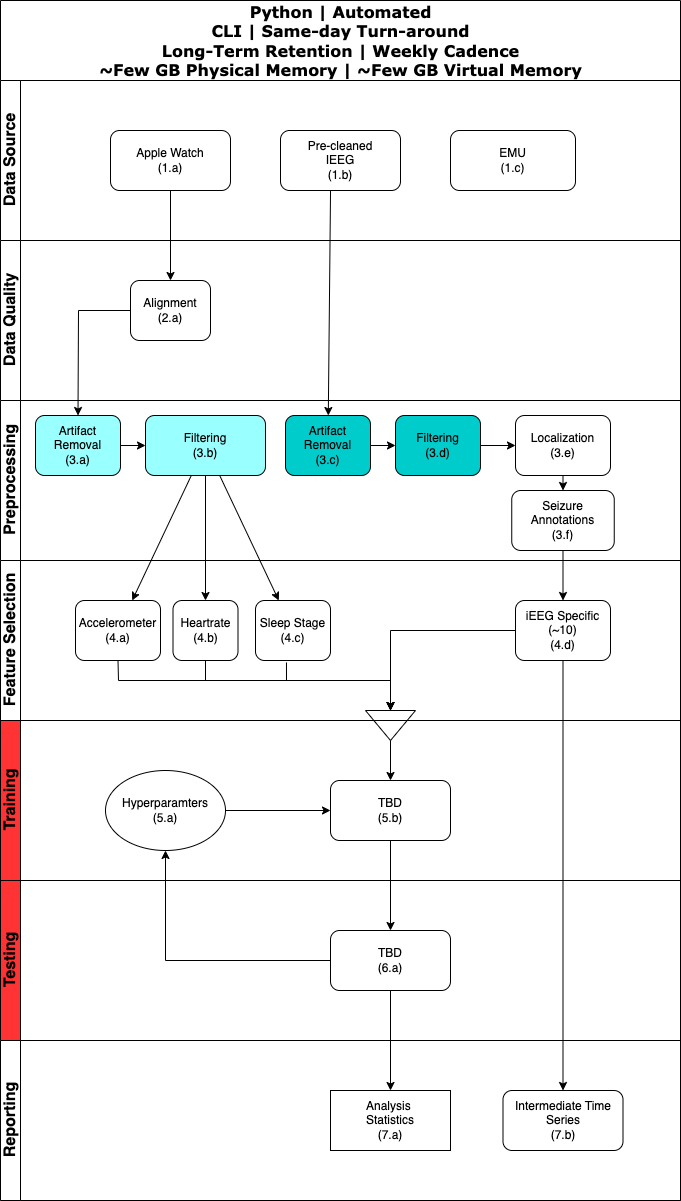 Python | Automated
CLI | Same-day Turn-around
Long-Term Retention | Weekly Cadence
~Few GB Physical Memory | ~Few GB Virtual Memory
Data Source
Apple Watch
(1.a)
Pre-cleaned
IEEG
(1.b)
EMU
(1.c)
Data Quality
Alignment
(2.a)
Preprocessing
Artifact
Removal
(3.a)
Filtering
(3.b)
Artifact
Removal
(3.c)
Filtering
(3.d)
Localization
(3.e)
Seizure
Annotations
(3.f)
Feature Selection
Accelerometer
(4.a)
Heartrate
(4.b)
Sleep Stage
(4.c)
iEEG Specific
(~10)
(4.d)
Training
Hyperparamters
(5.a)
TBD
(5.b)
Testing
TBD
(6.a)
Reporting
Analysis
Statistics
(7.a)
Intermediate Time
Series
(7.b)